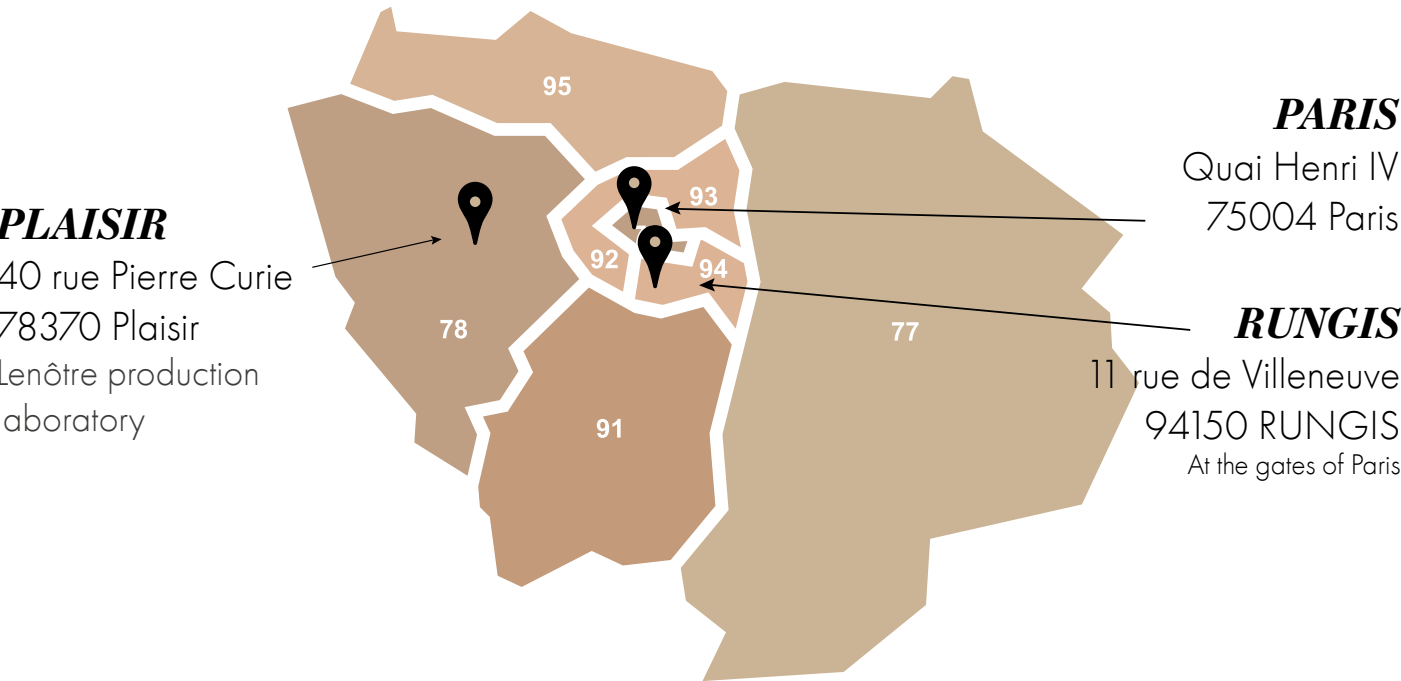 95
93
92
94
78
77
91
PLAISIR
40 rue Pierre Curie
78370 Plaisir
Lenôtre production
aboratory
PARIS
Quai Henri IV
75004 Paris
RUNGIS
11 rue de Villeneuve
94150 RUNGIS
At the gates of Paris